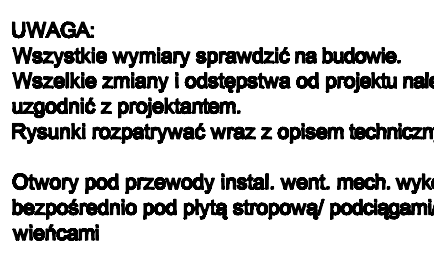 UWAGA:
Wszystkie wymiary sprawdzić na budowie.
Wszelkie zmiany i odstępstwa od projektu nale
uzgodnić z projektantem.
Rysunki rozpatrywać wraz z opisem techniczn
Otwory pod przewody instal. went. mech. wyk
bezpośrednio pod płytą stropową/ podciągami/
wieńcami